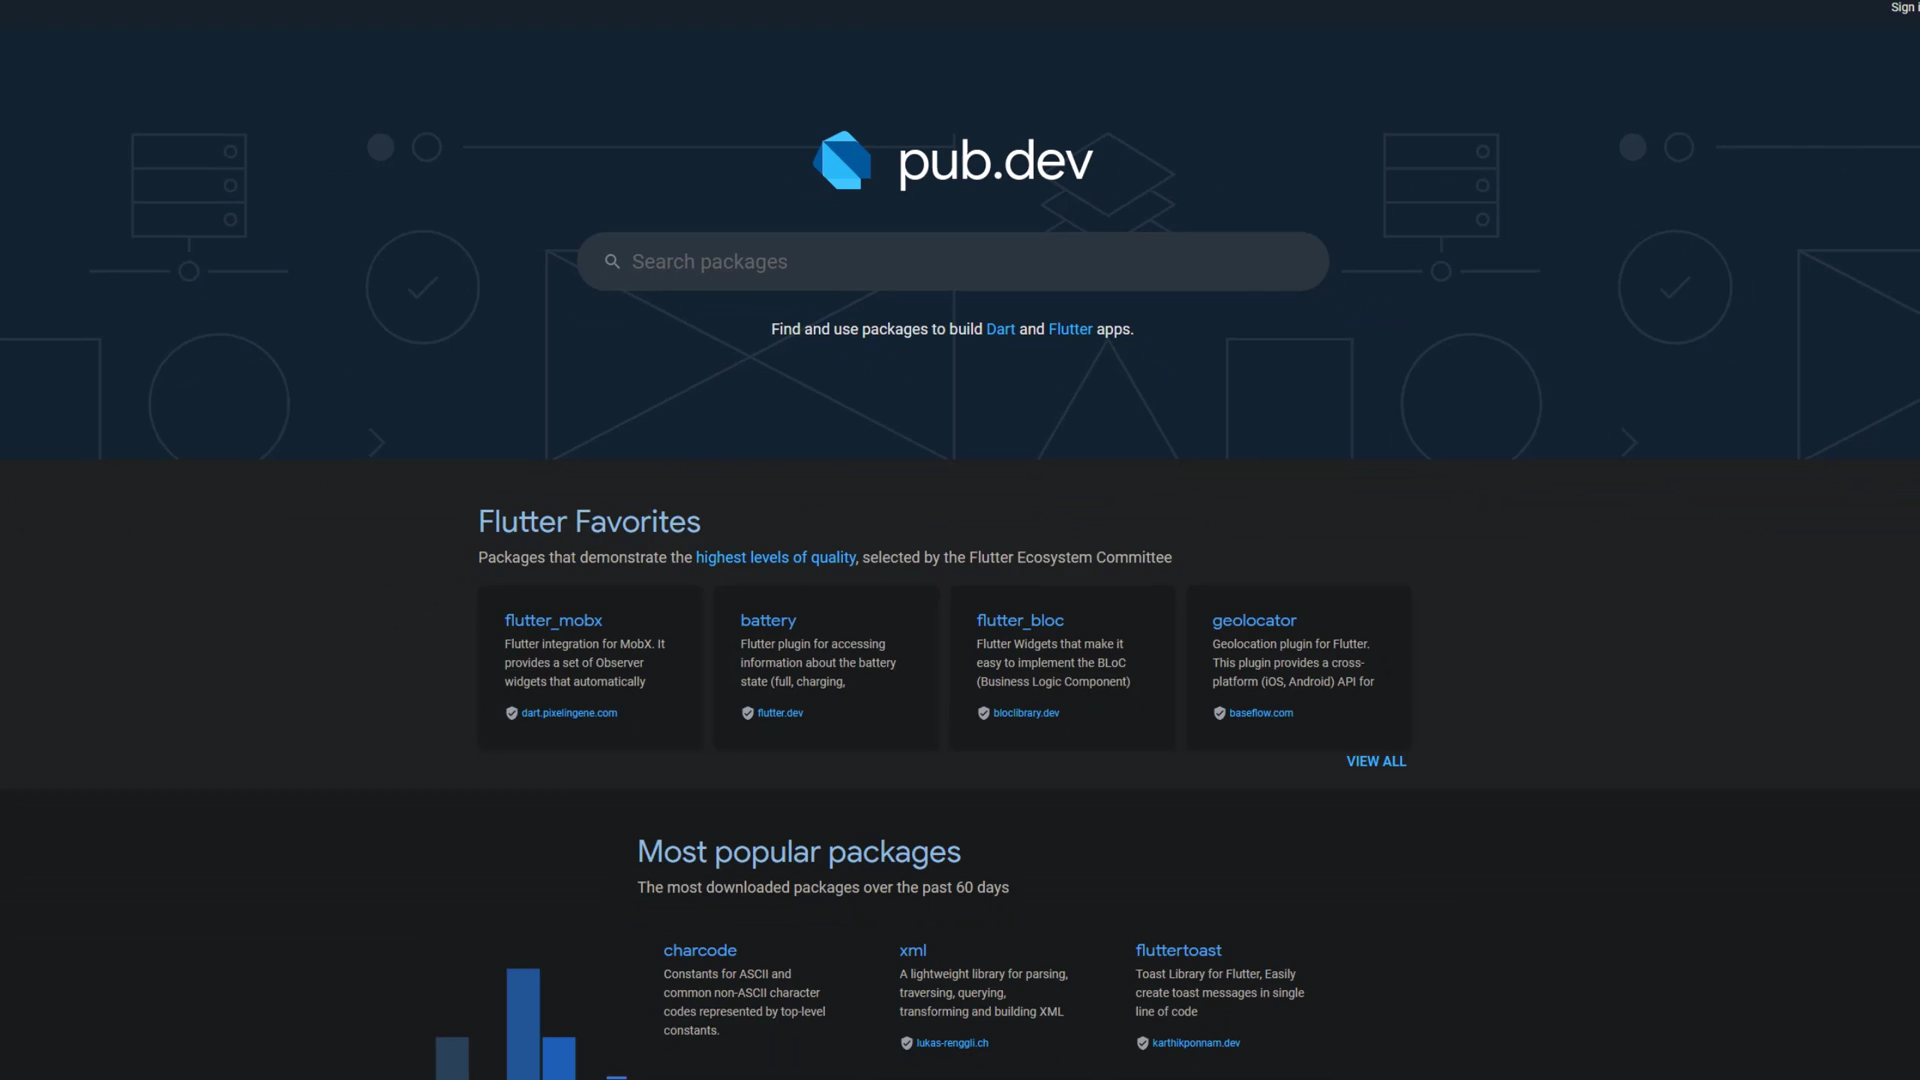 Sign i
pub.dev
Search packages
Find and use packages to build Dart and Flutter apps.
Flutter Favorites
Packages that demonstrate the highest levels of quality, selected by the Flutter Ecosystem Committee
flutter_mobx
Flutter integration for MobX. It
provides a set of Observer
widgets that automatically
dart.pixelingene.com
battery
Flutter plugin for accessing
information about the battery
state (full, charging,
flutter.dev
flutter_bloc
Flutter Widgets that make it
easy to implement the BLoC
(Business Logic Component)
bloclibrary.dev
geolocator
Geolocation plugin for Flutter.
This plugin provides a cross-
platform (iOS, Android) API for
baseflow.com
VIEW ALL
Most popular packages
The most downloaded packages over the past 60 days
charcode
Constants for ASCII and
common non-ASCII character
codes represented by top-level
constants.
xml
A lightweight library for parsing,
traversing, querying,
transforming and building XML
lukas-renggli.ch
fluttertoast
Toast Library for Flutter, Easily
create toast messages in single
line of code
karthikponnam.dev